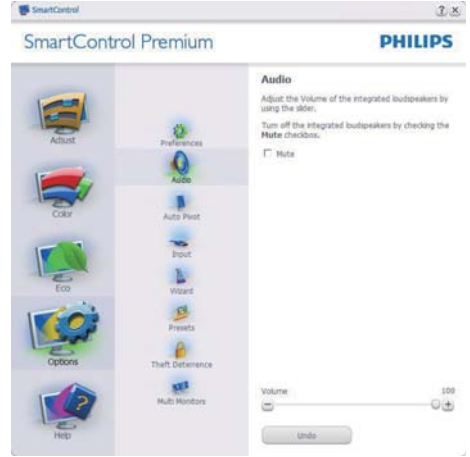 SmartControl
SmartControl Premium
PHILIPS
Adjust
Color
Eco
Options
Help
Preferences
Audio
Auto Pivot
Input
Wizard
Presets
Theft Deterrence
Multi Monitors
Audio
Adjust the Volume of the integrated loudspeakers by
using the slider.
Turn off the integrated loudspeakers by checking the
Mute checkbox.
Mute
Volume 100
Undo